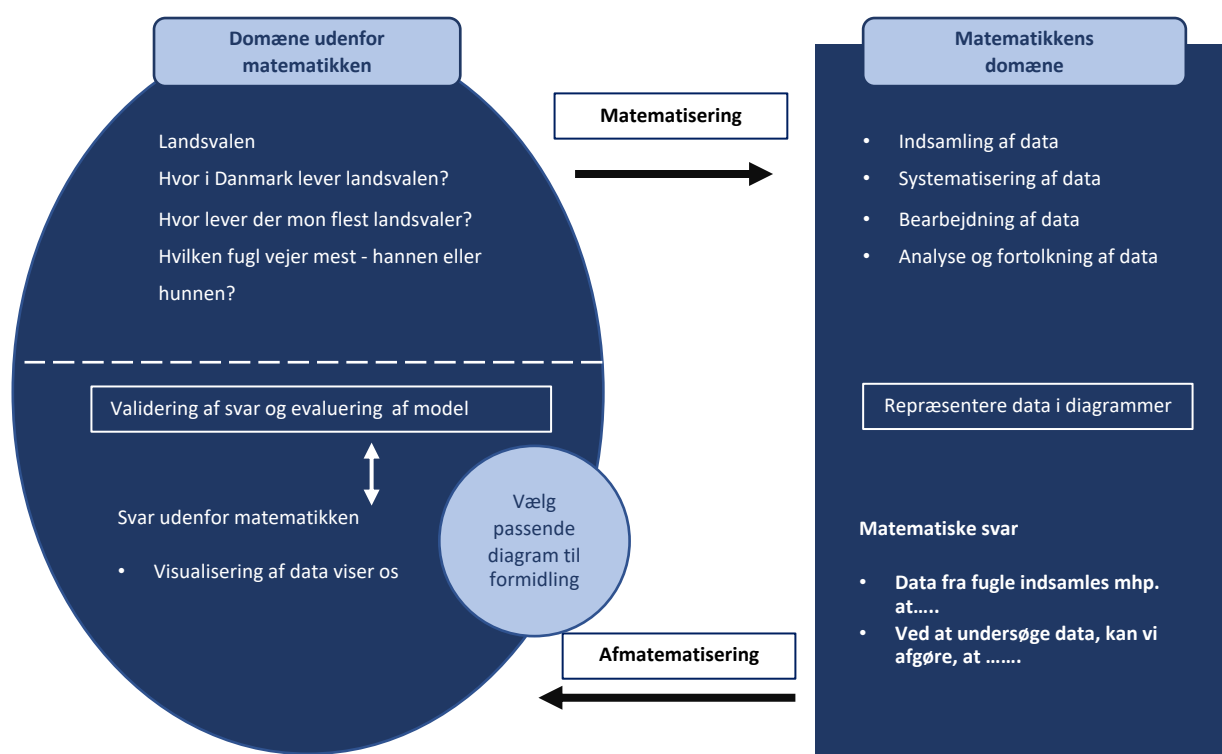 Domæne udenfor
matematikken
Landsvalen
Hvor i Danmark lever landsvalen?
Hvor lever der mon flest landsvaler?
Hvilken fugl vejer mest - hannen eller
hunnen?
Validering af svar og evaluering af model
Svar udenfor matematikken
• Visualisering af data viser os
Vælg
passende
diagram til
formidling
Matematisering
Afmatematisering
Matematikkens
domæne
• Indsamling af data
• Systematisering af data
• Bearbejdning af data
• Analyse og fortolkning af data
Repræsentere data i diagrammer
Matematiske svar
• Data fra fugle indsamles mhp.
at…..
• Ved at undersøge data, kan vi
afgøre, at …….